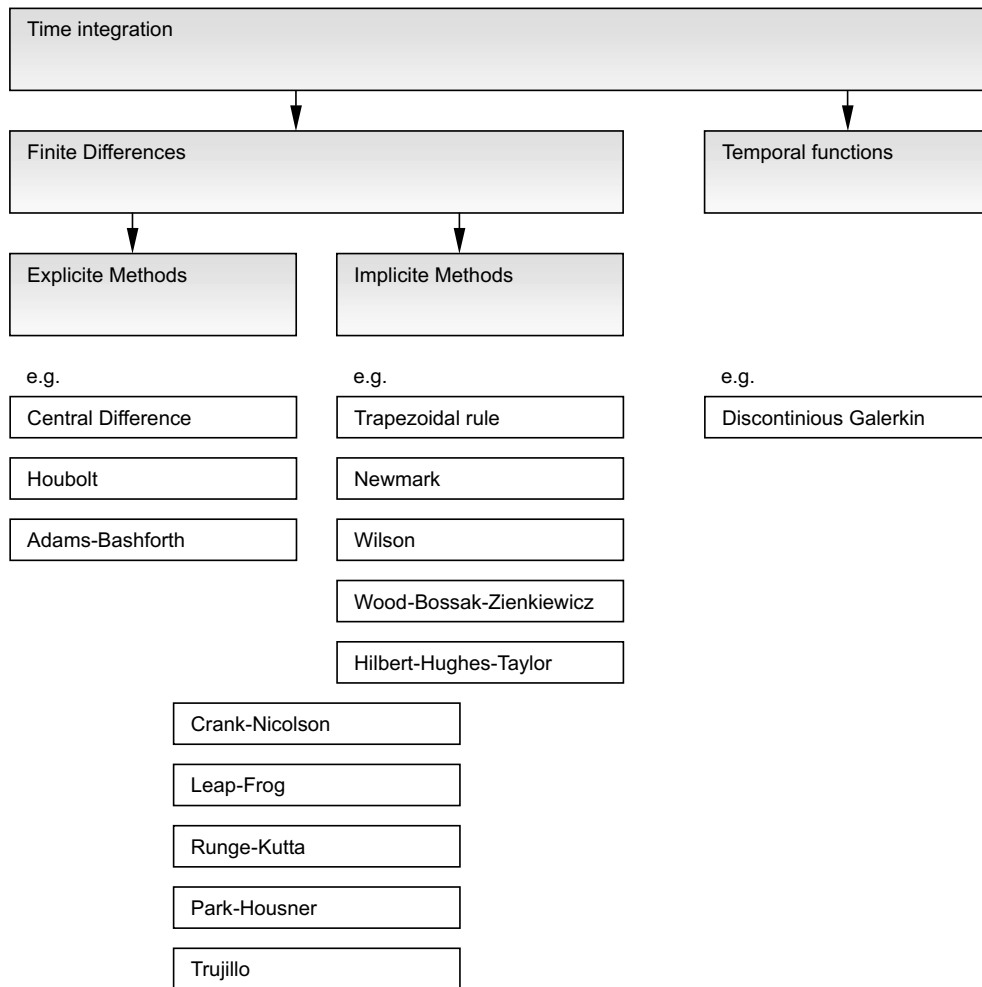 Time integration
Finite Differences
Temporal functions
Explicite Methods
Implicite Methods
e.g.
e.g.
e.g.
Central Difference
Trapezoidal rule
Discontinious Galerkin
Houbolt
Newmark
Adams-Bashforth
Wilson
Wood-Bossak-Zienkiewicz
Hilbert-Hughes-Taylor
Crank-Nicolson
Leap-Frog
Runge-Kutta
Park-Housner
Trujillo